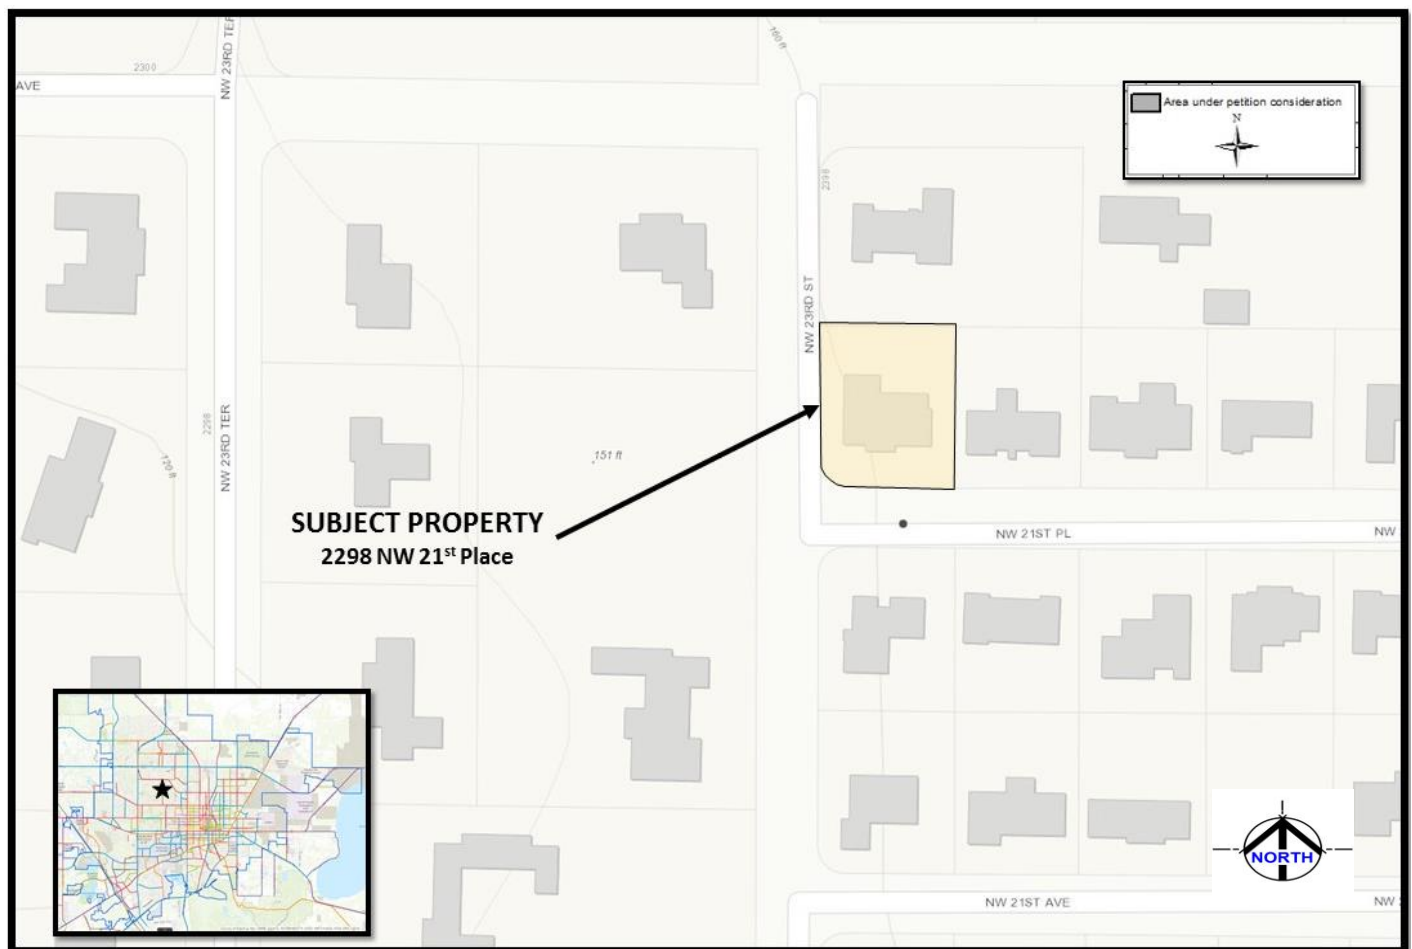 NW 23RD TER
160 ft
2300
AVE
Area under petition consideration
N
2398
NW 23RD ST
2298
NW 23RD TER
120 ft
151 ft
SUBJECT PROPERTY
2298 NW 21st Place
NW 21ST PL
NW
NORTH
NW 21ST AVE
NW